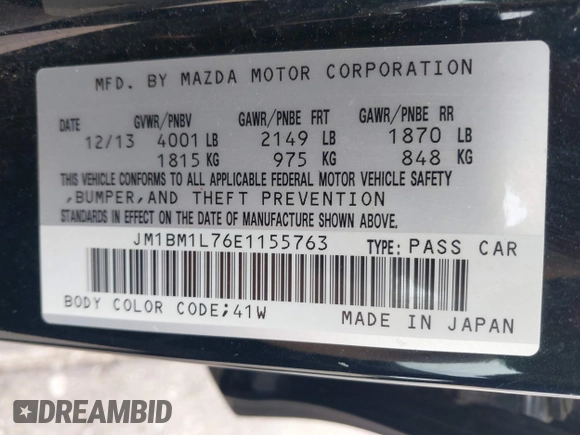 MFD. BY MAZDA MOTOR CORPORATION
DATE GVWR/PNBV GAWR/PNBE FRT GAWR/PNBE RR
12/13 4001 LB 2149 LB 1870 LB
1815 KG 975 KG 848 KG
THIS VEHICLE CONFORMS TO ALL APPLICABLE FEDERAL MOTOR VEHICLE SAFETY
,BUMPER,AND THEFT PREVENTION
STANDARDS IN EFFECT ON THE DATE OF MANUFACTURE SHOWN ABOVE.
JM1BM1L76E1155763 TYPE: PASS CAR
BODY COLOR CODE;41W MADE IN JAPAN
DREAMBID